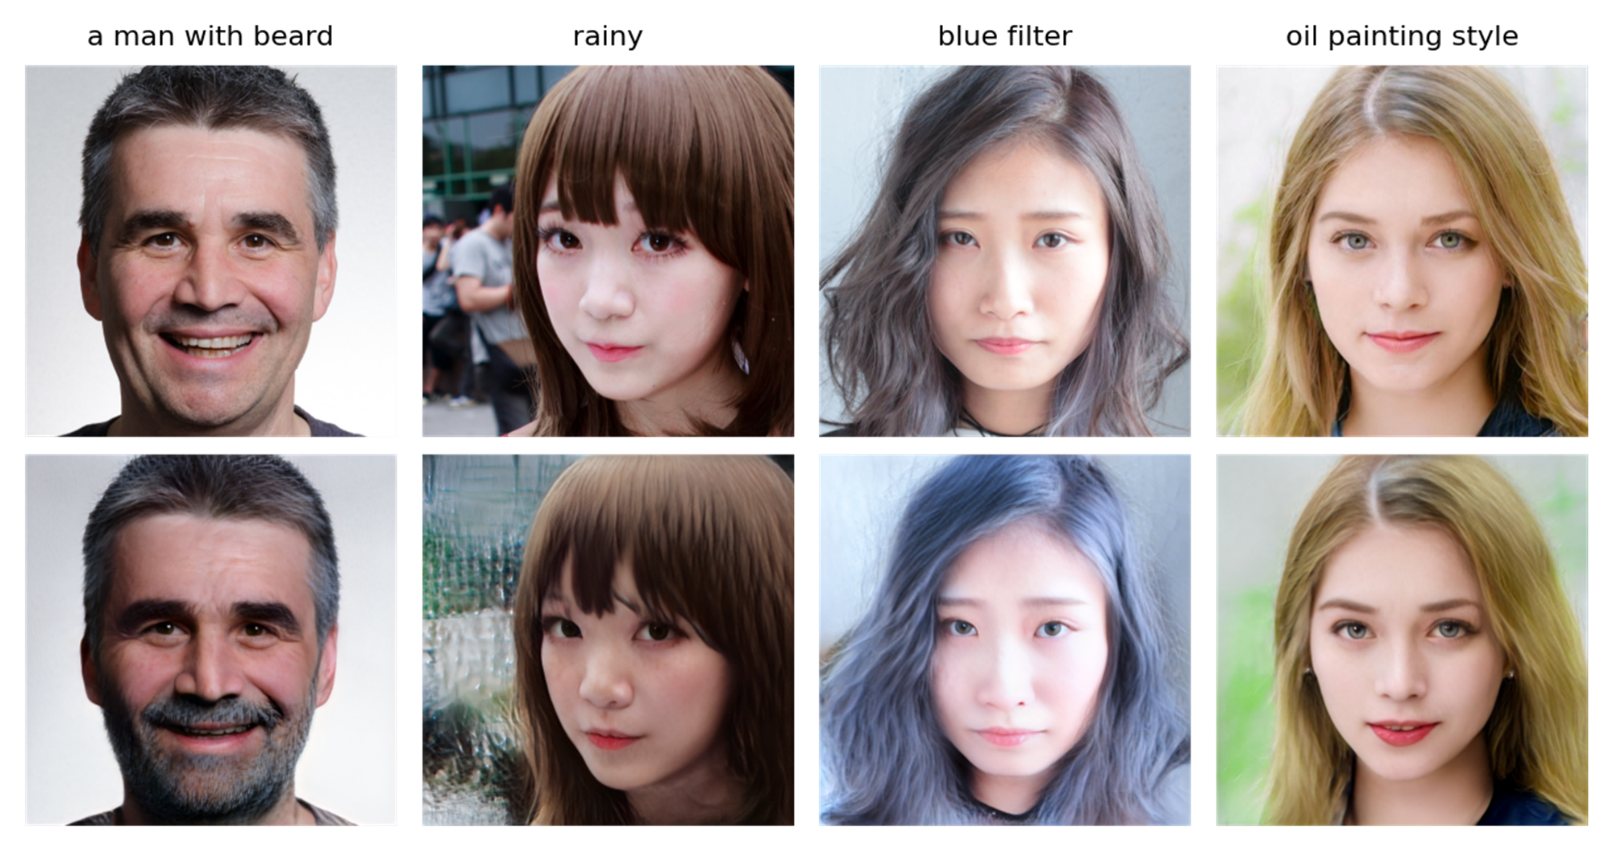 a man with beard
rainy
blue filter
oil painting style